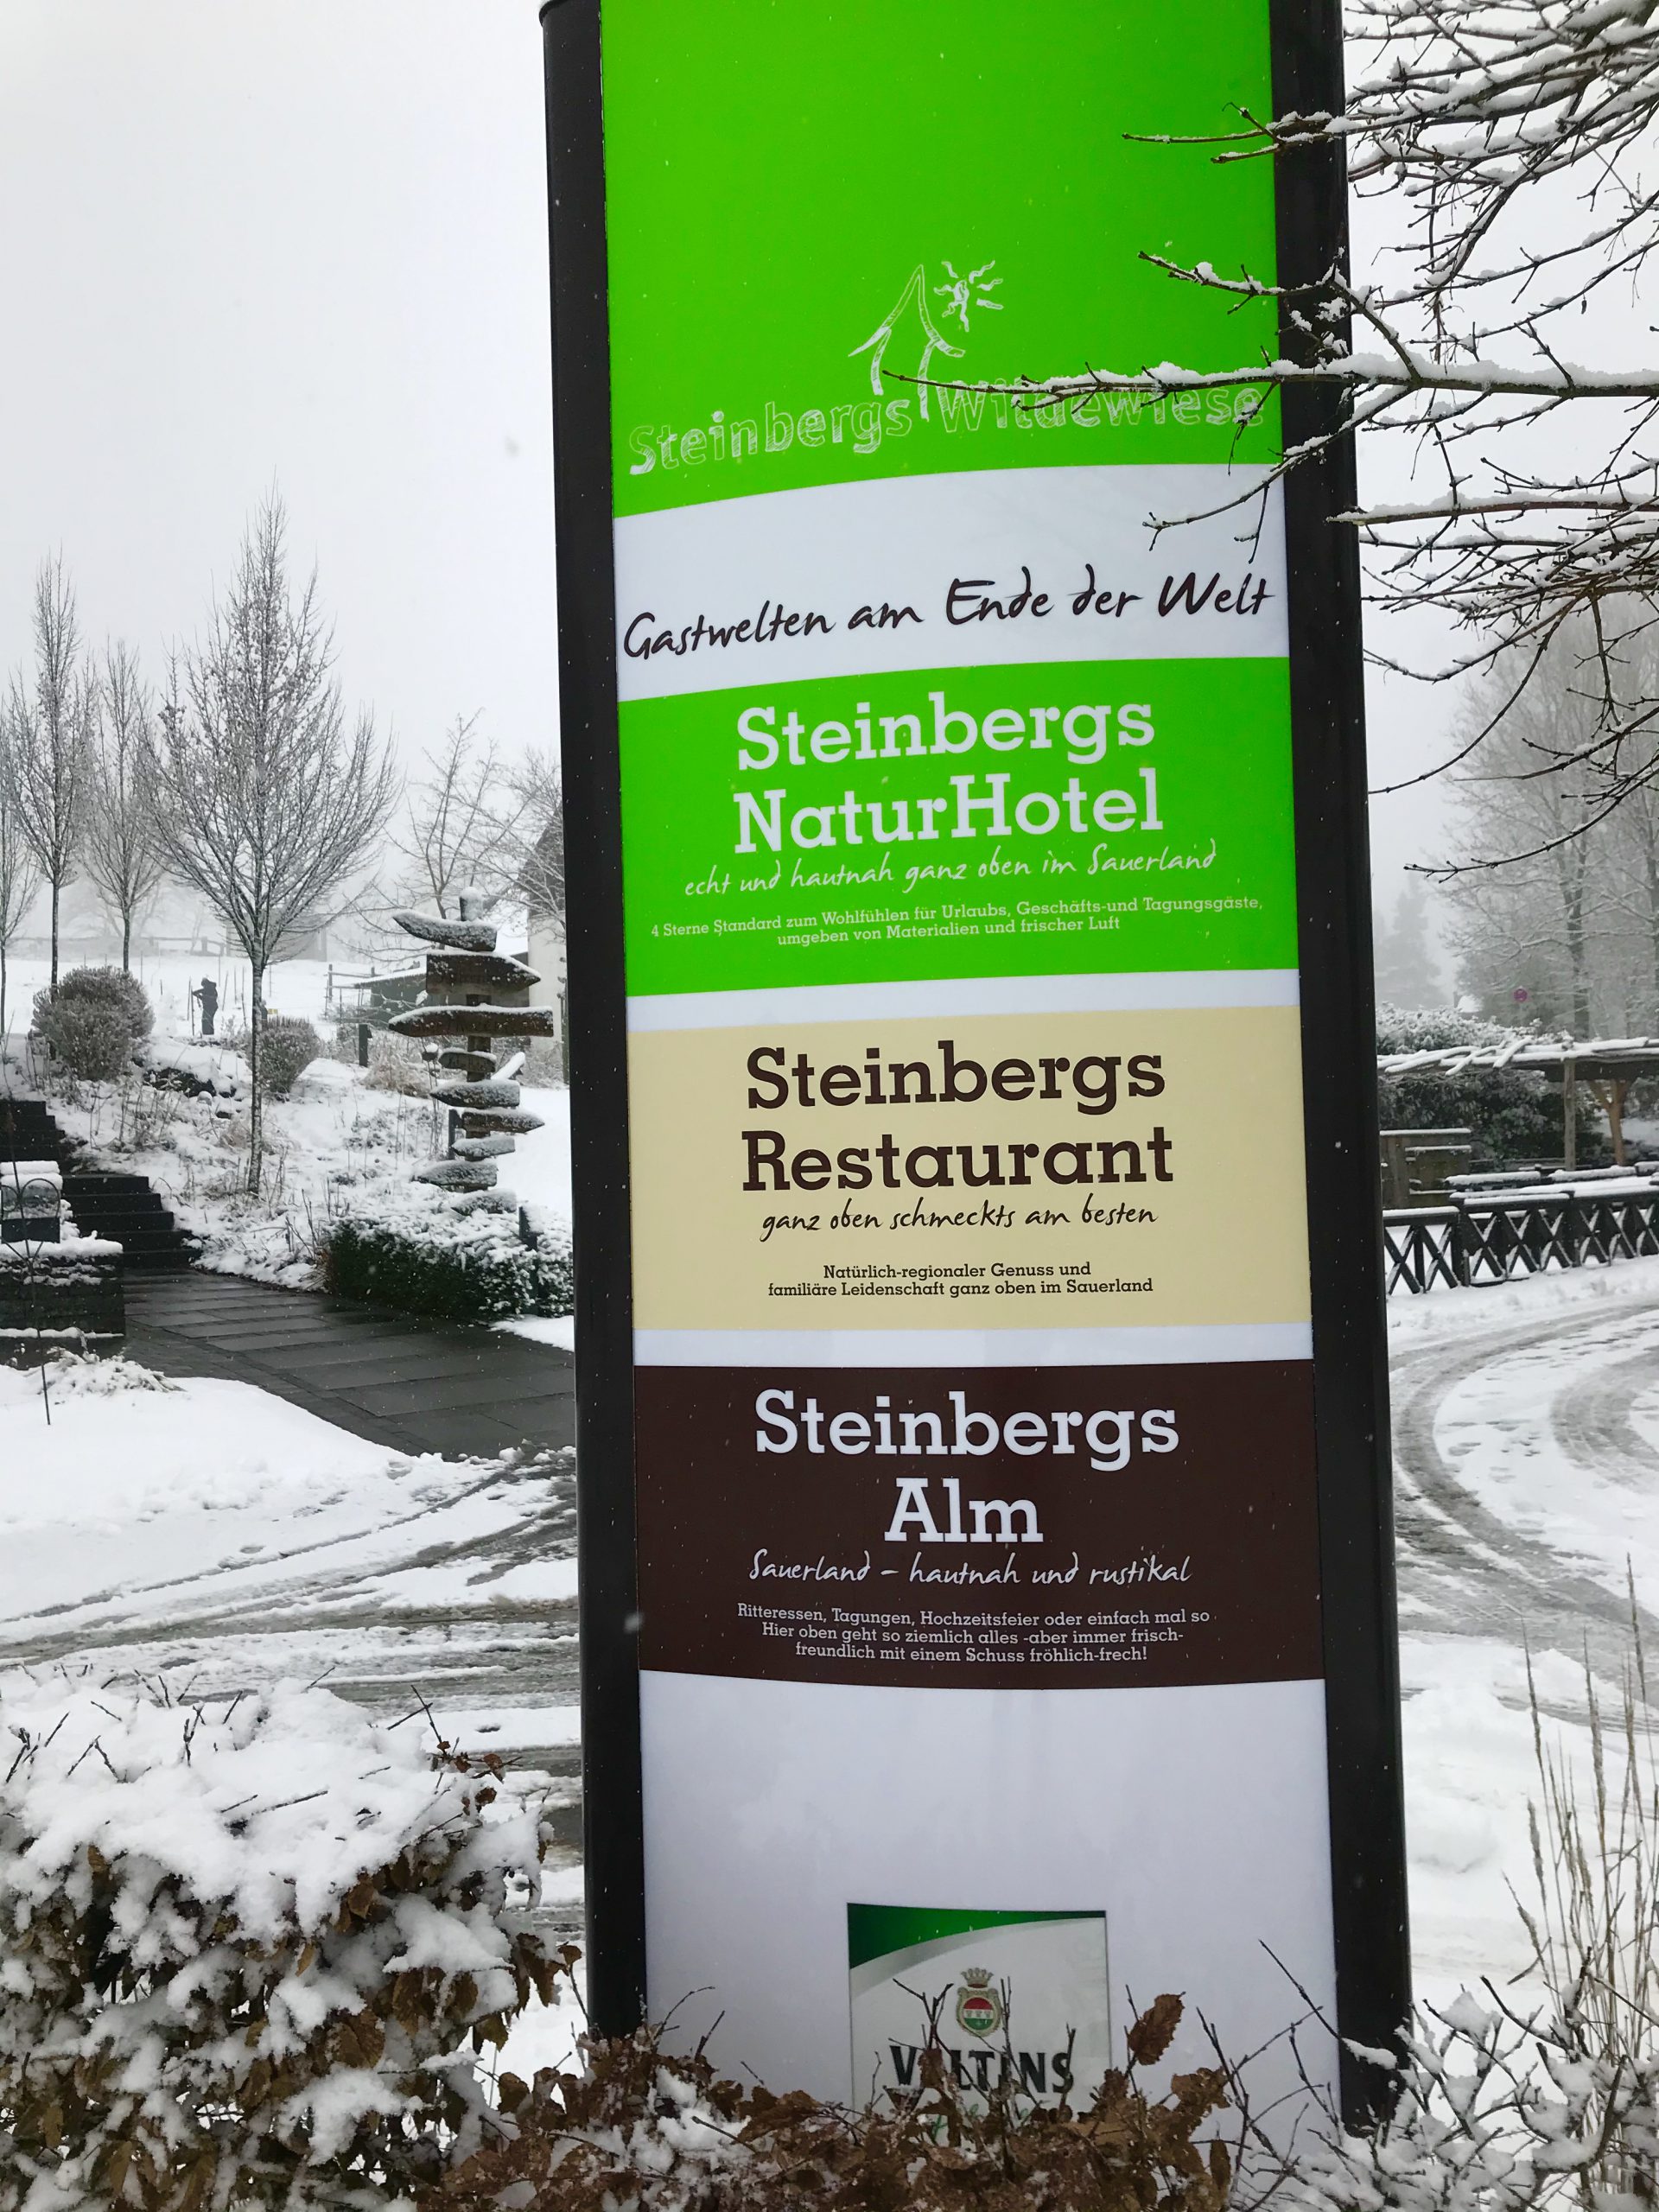 Steinbergs Wildewiese
Gastwelten am Ende der Welt
Steinbergs
NaturHotel
echt und hautnah ganz oben im Sauerland
4 Sterne Standard zum Wohlfühlen für Urlaubs, Geschäfts-und Tagungsgäste,
umgeben von Materialien und frischer Luft
Steinbergs
Restaurant
ganz oben schmeckts am besten
Natürlich-regionaler Genuss und
familiäre Leidenschaft ganz oben im Sauerland
Steinbergs
Alm
Sauerland - hautnah und rustikal
Ritteressen, Tagungen, Hochzeitsfeier oder einfach mal so
Hier oben geht so ziemlich alles -aber immer frisch-
freundlich mit einem Schuss fröhlich-frech!
VELTINS